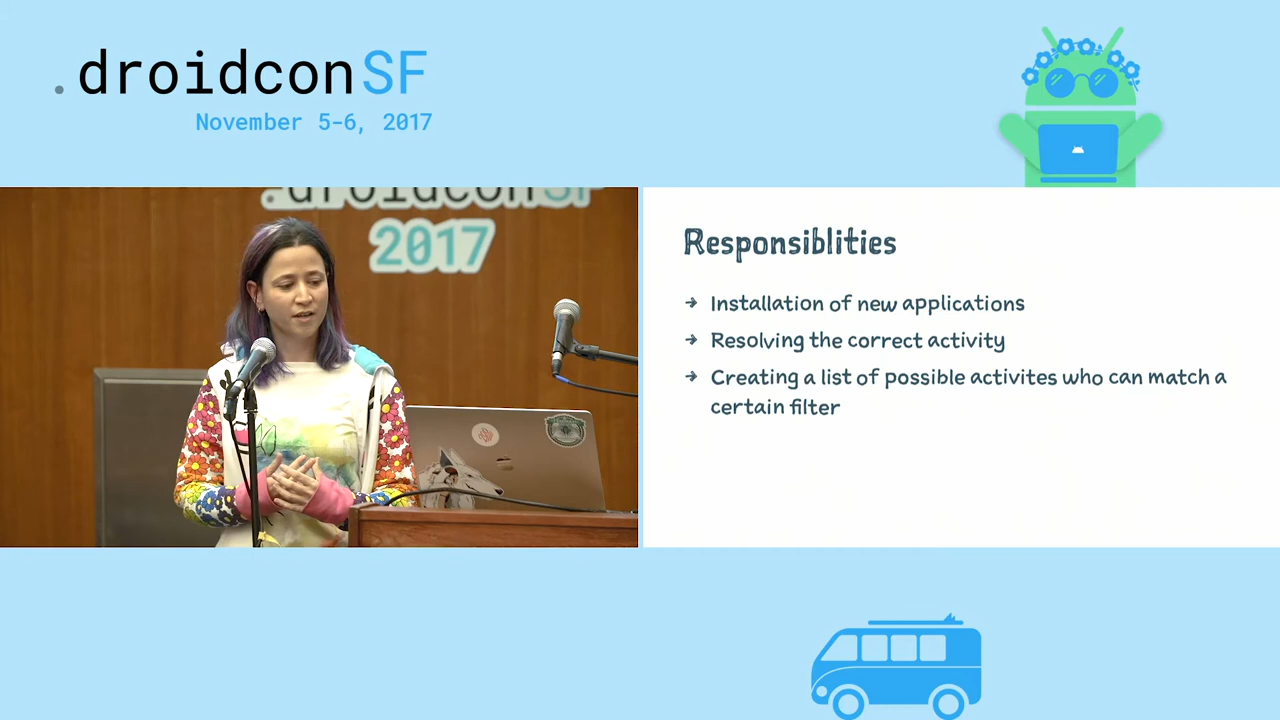 .droidconSF
November 5-6, 2017
.droidconSF
2017
Responsiblities
→ Installation of new applications
→ Resolving the correct activity
→ Creating a list of possible activites who can match a
certain filter